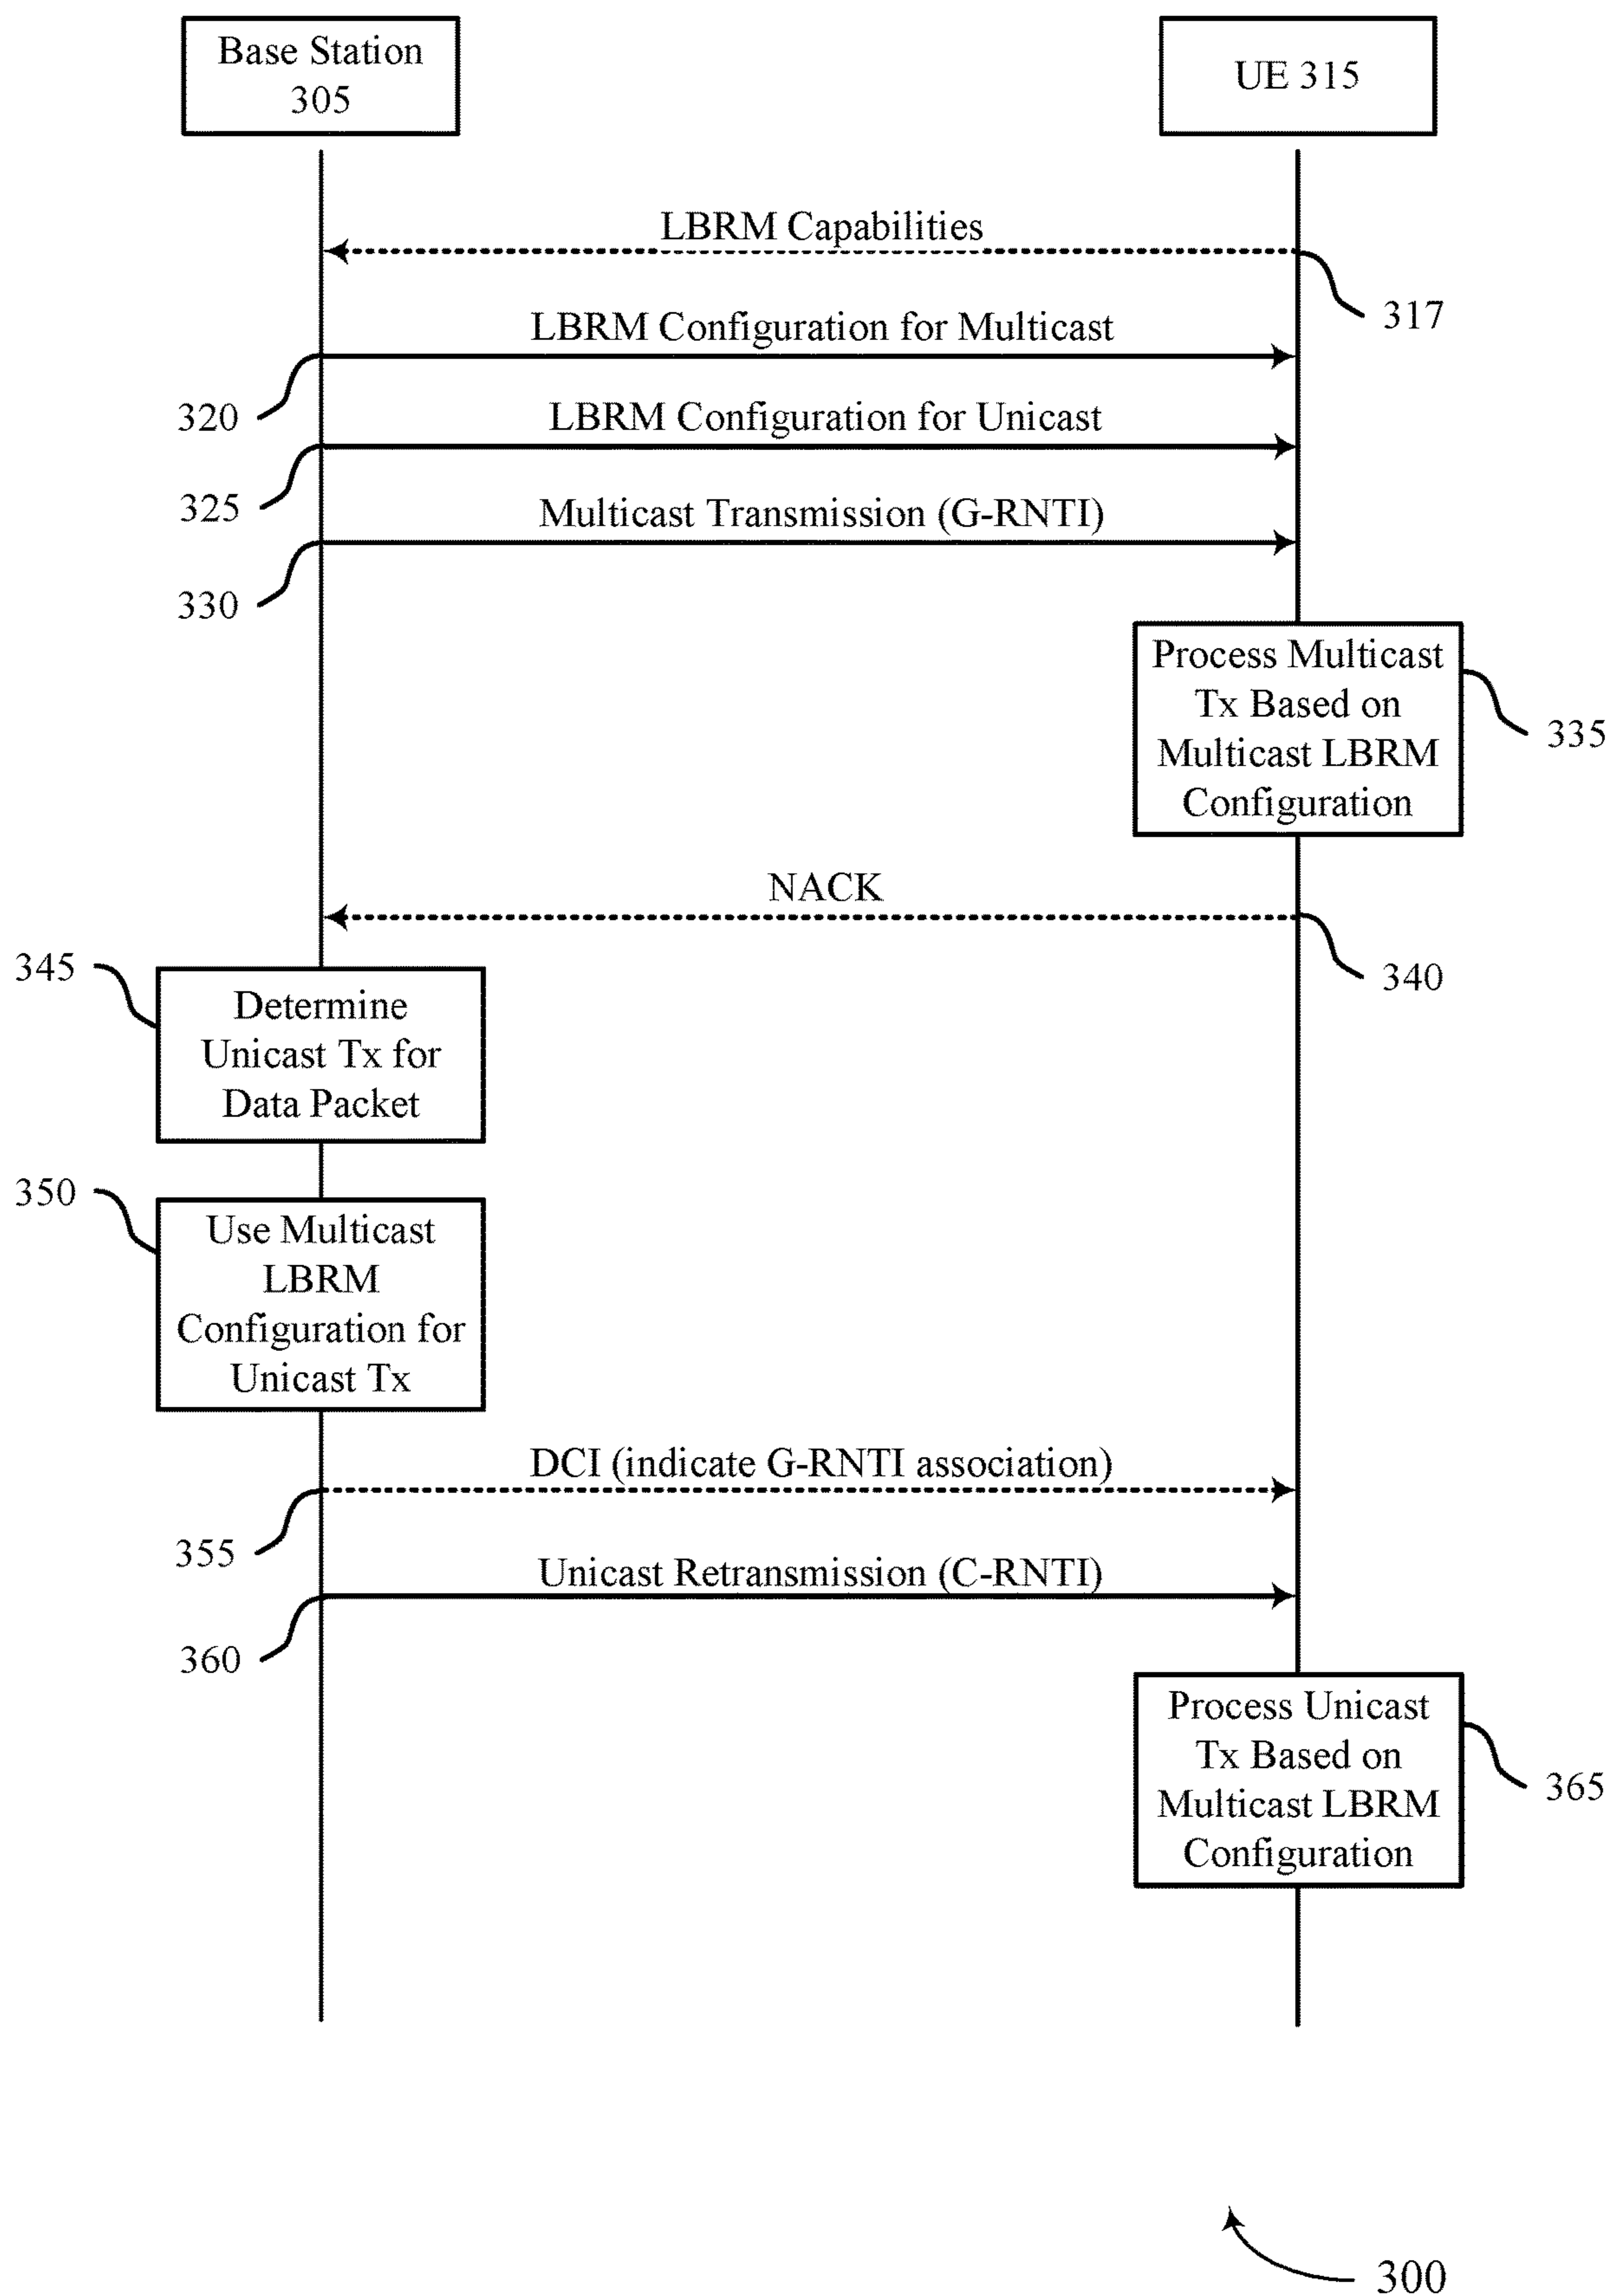 Base Station
305
UE 315
LBRM Capabilities
317
LBRM Configuration for Multicast
320
LBRM Configuration for Unicast
325
Multicast Transmission (G-RNTI)
330
Process Multicast
Tx Based on
Multicast LBRM
Configuration
335
NACK
340
345
Determine
Unicast Tx for
Data Packet
350
Use Multicast
LBRM
Configuration for
Unicast Tx
DCI (indicate G-RNTI association)
355
Unicast Retransmission (C-RNTI)
360
Process Unicast
Tx Based on
Multicast LBRM
Configuration
365
300